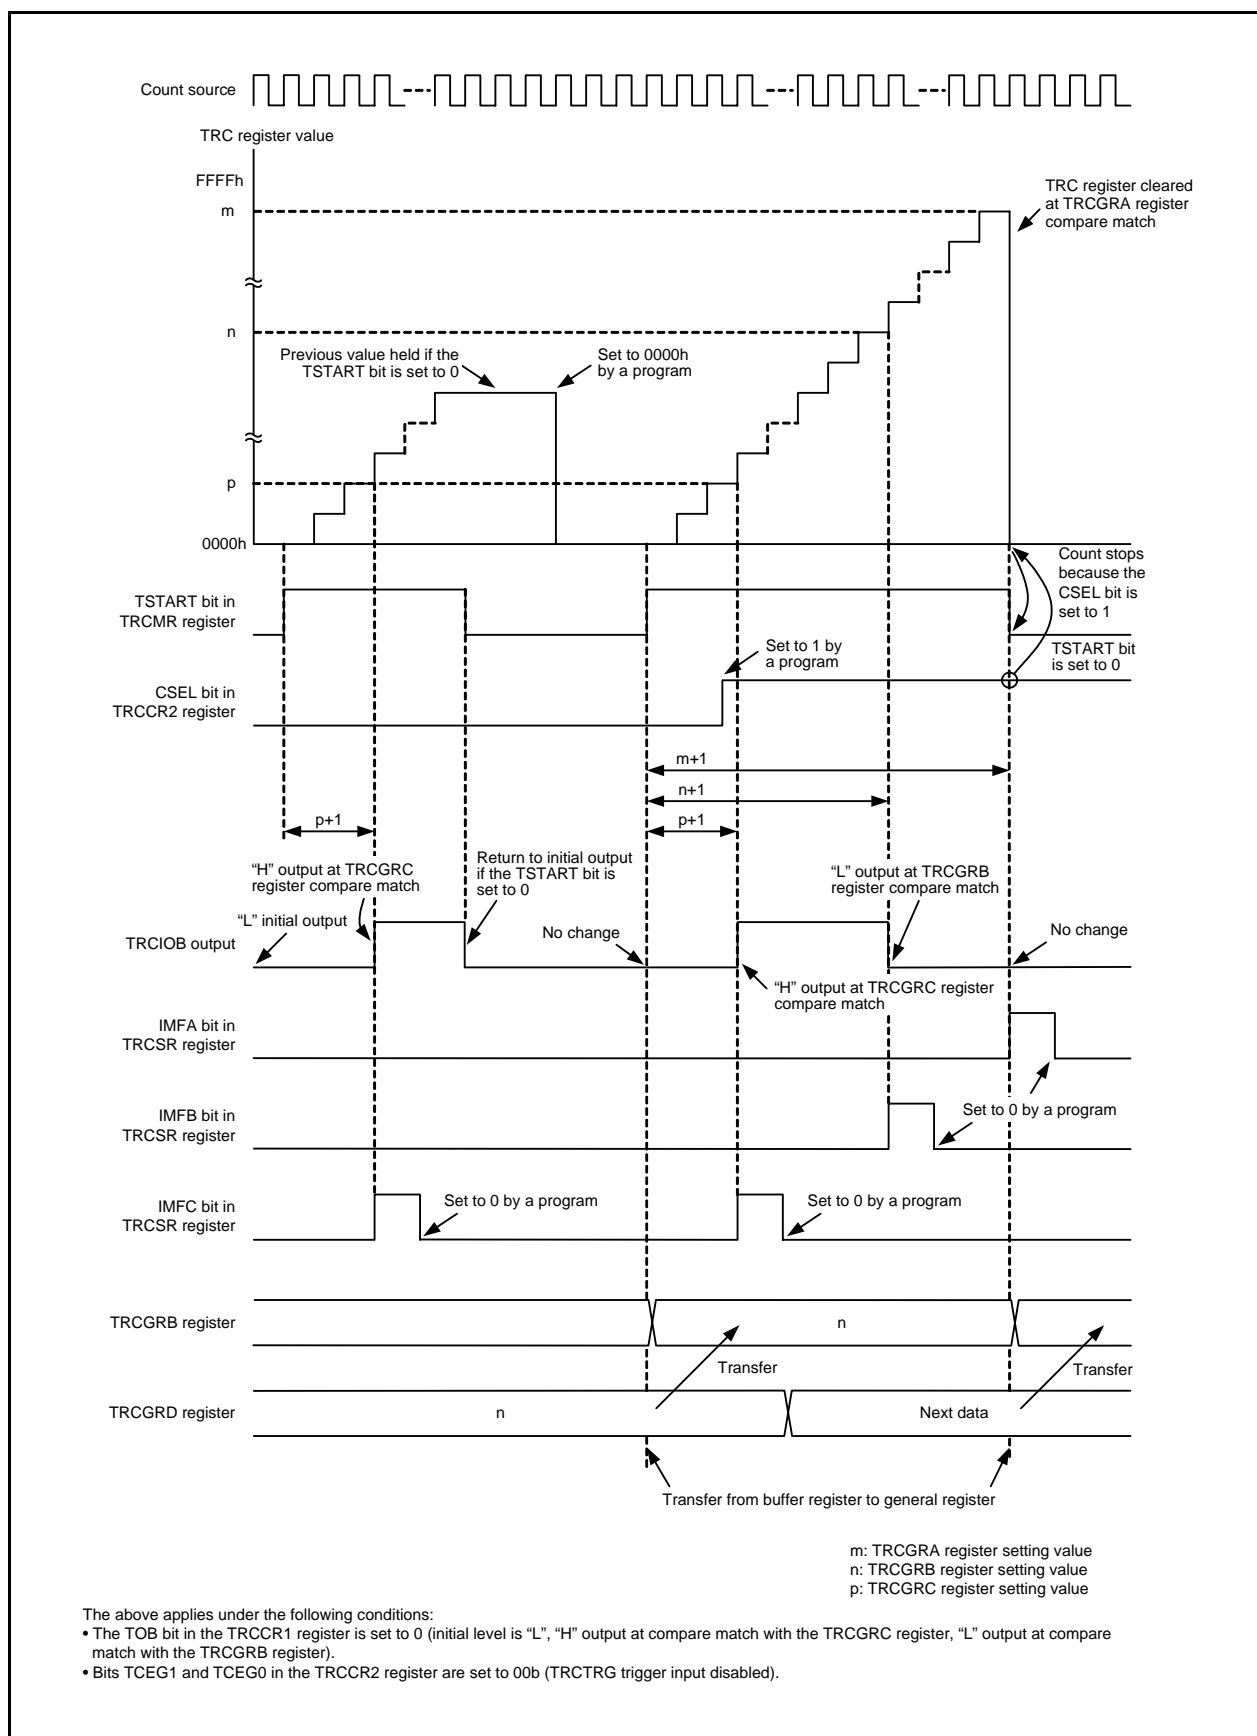 Count source
TRC register value
FFFFh
m
TRC register cleared
at TRCGRA register
compare match
n
Previous value held if the
TSTART bit is set to 0
Set to 0000h
by a program
p
0000h
Count stops
because the
CSEL bit is
set to 1
TSTART bit in
TRCMR register
TSTART bit
is set to 0
Set to 1 by
a program
CSEL bit in
TRCCR2 register
m+1
n+1
p+1
p+1
“H” output at TRCGRC
register compare match
Return to initial output
if the TSTART bit is
set to 0
“L” output at TRCGRB
register compare match
“L” initial output
No change
No change
TRCIOB output
“H” output at TRCGRC register
compare match
IMFA bit in
TRCSR register
IMFB bit in
TRCSR register
Set to 0 by a program
IMFC bit in
TRCSR register
Set to 0 by a program
Set to 0 by a program
TRCGRB register
n
Transfer
Transfer
TRCGRD register
n
Next data
Transfer from buffer register to general register
m: TRCGRA register setting value
n: TRCGRB register setting value
p: TRCGRC register setting value
The above applies under the following conditions:
• The TOB bit in the TRCCR1 register is set to 0 (initial level is “L”, “H” output at compare match with the TRCGRC register, “L” output at compare
match with the TRCGRB register).
• Bits TCEG1 and TCEG0 in the TRCCR2 register are set to 00b (TRCTRG trigger input disabled).